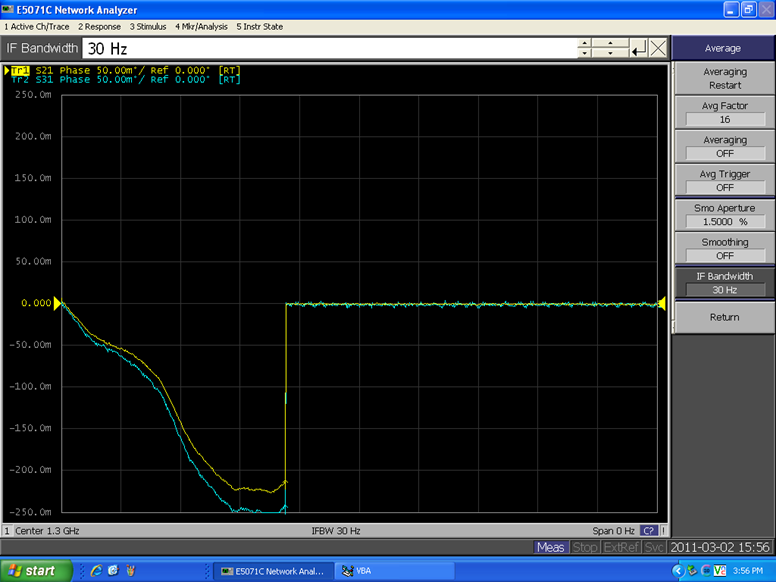 E5071C Network Analyzer
1 Active Ch/Trace 2 Response 3 Stimulus 4 Mkr/Analysis 5 Instr State
IF Bandwidth 30 Hz
Tr1 S21 Phase 50.00m°/ Ref 0.000° [RT]
Tr2 S31 Phase 50.00m°/ Ref 0.000° [RT]
250.0m
200.0m
150.0m
100.0m
50.00m
0.000
-50.00m
-100.0m
-150.0m
-200.0m
-250.0m
1 Center 1.3 GHz IFBW 30 Hz Span 0 Hz C? !
Average
Averaging
Restart
Avg Factor
16
Averaging
OFF
Avg Trigger
OFF
Smo Aperture
1.5000 %
Smoothing
OFF
IF Bandwidth
30 Hz
Return
Meas Stop ExtRef Svc 2011-03-02 15:56
start E5071C Network Anal... VBA 3:56 PM